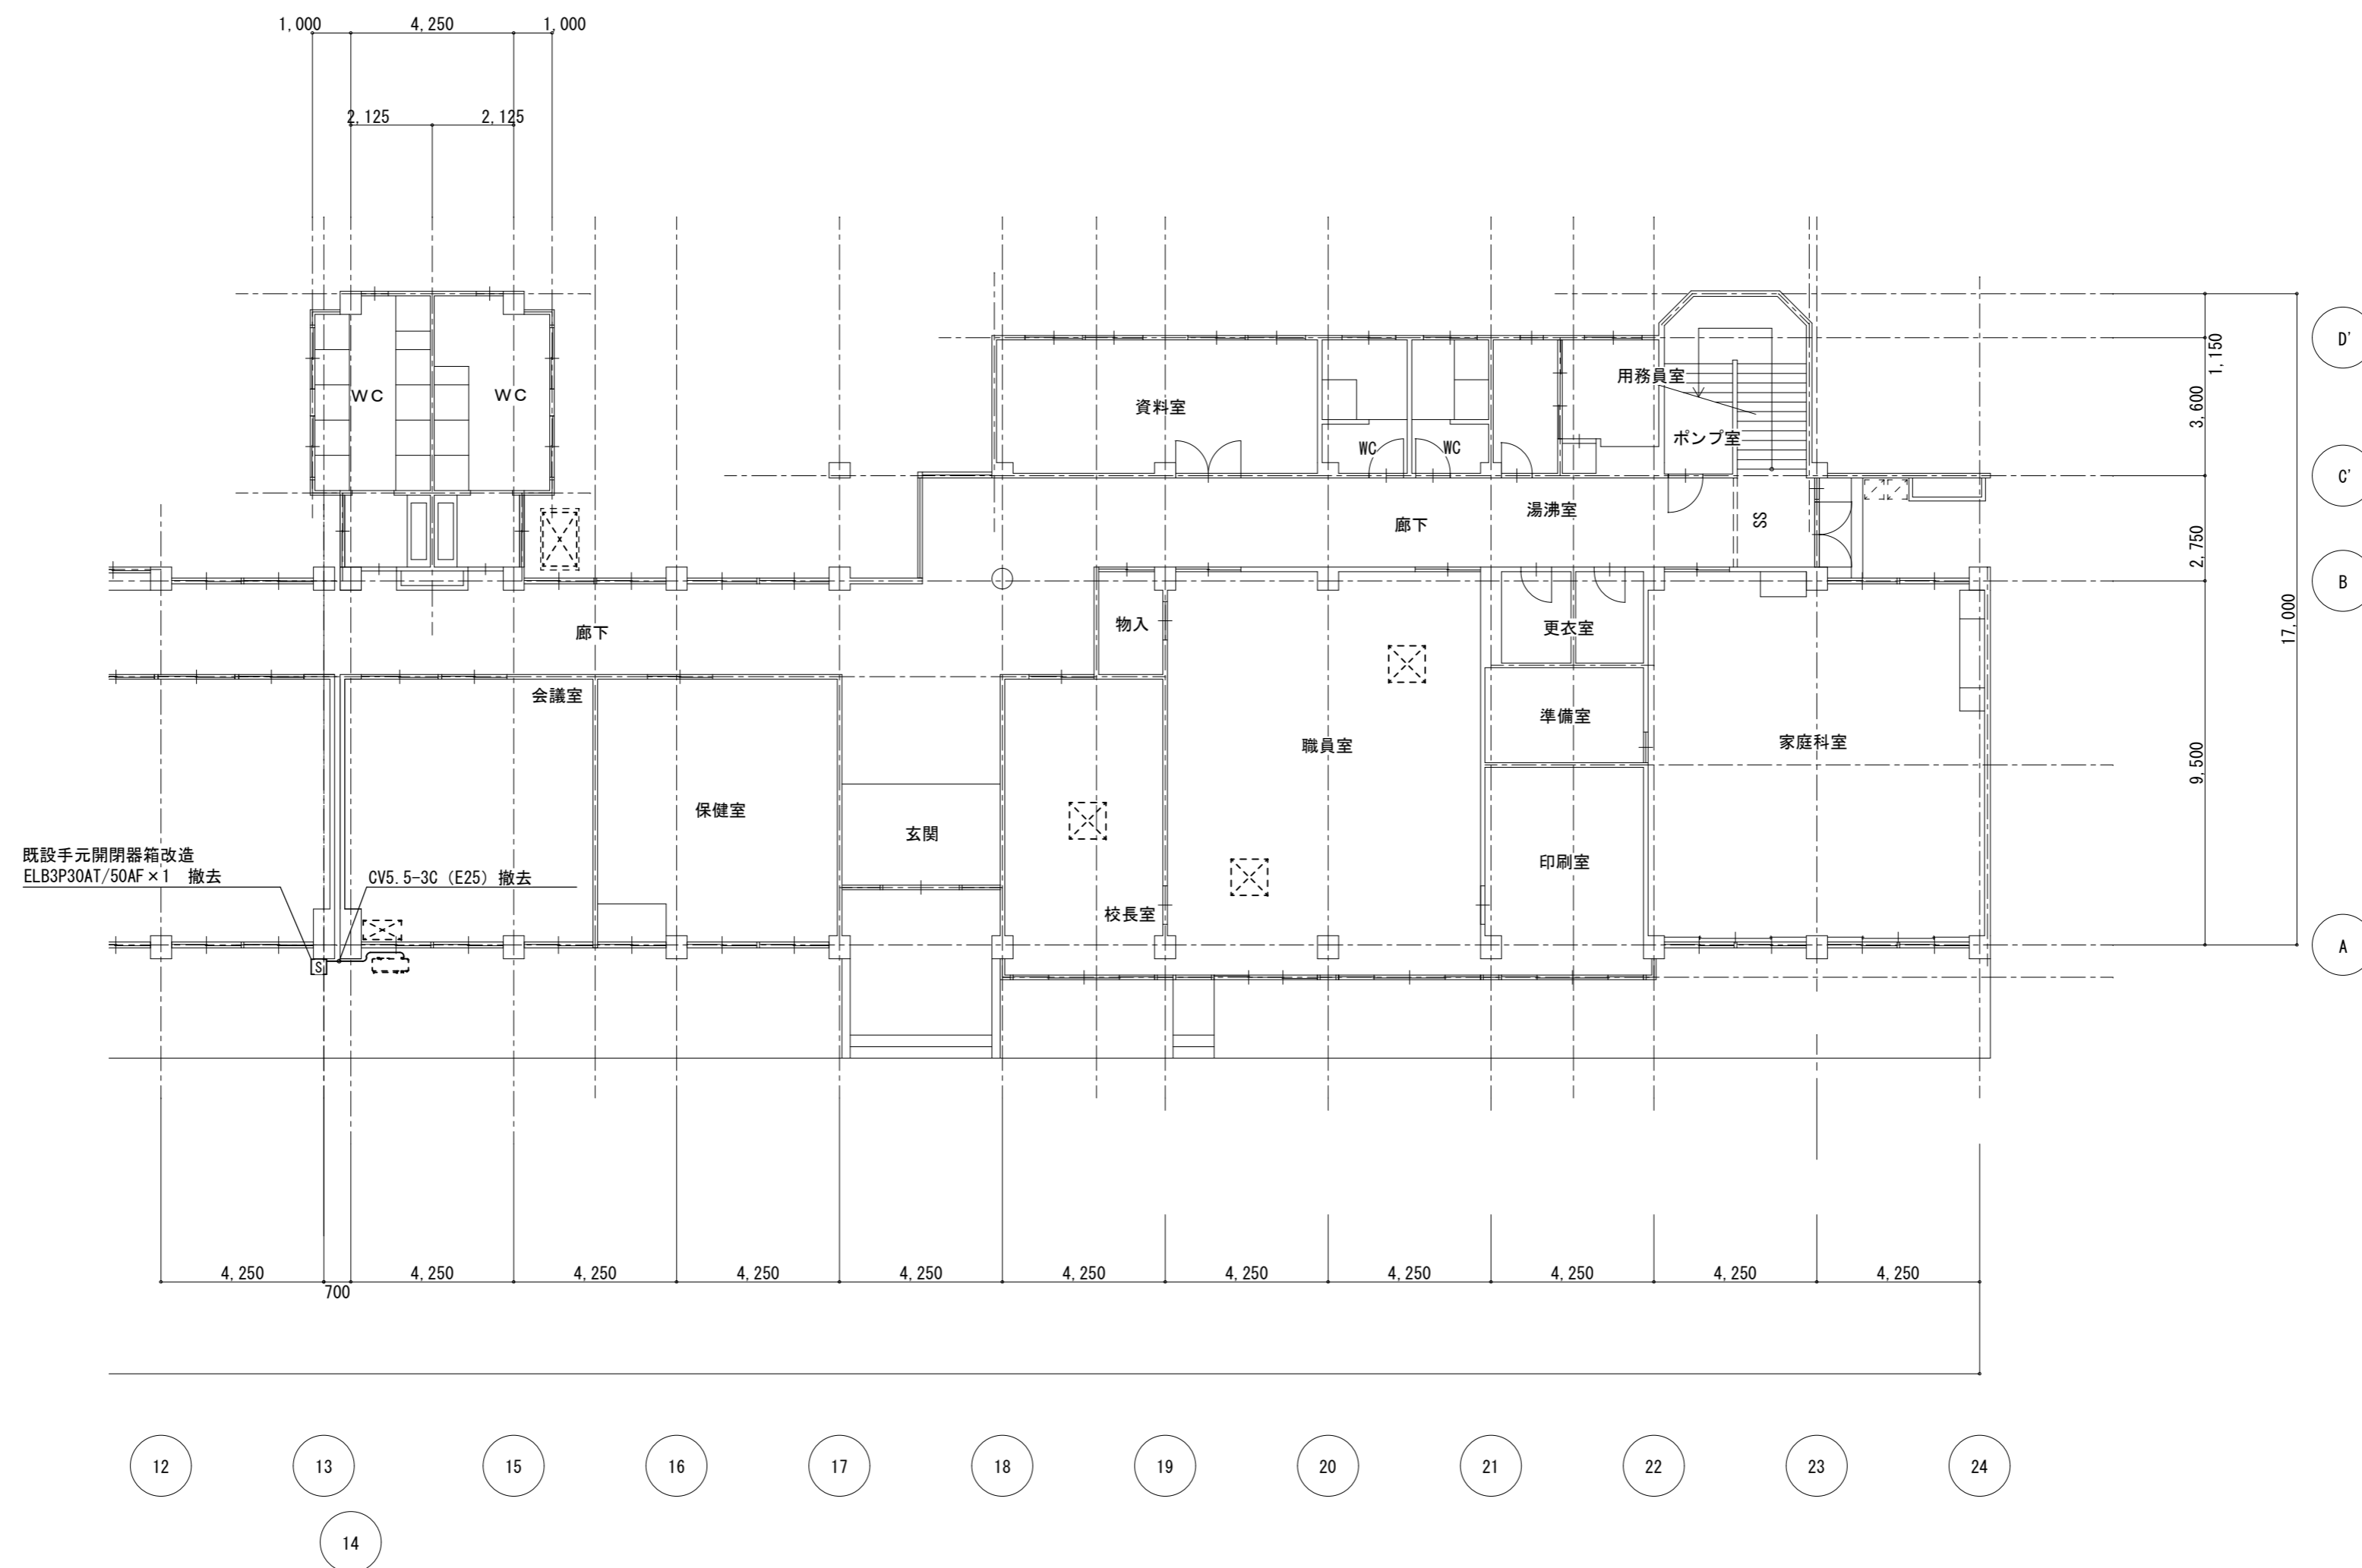 1,000
4,250
1,000
2,125
2,125
WC
WC
資料室
WC
WC
用務員室
ポンプ室
湯沸室
廊下
SS
廊下
物入
更衣室
会議室
準備室
職員室
家庭科室
保健室
玄関
印刷室
校長室
既設手元開閉器箱改造
ELB3P30AT/50AF×1 撤去
CV5.5-3C (E25) 撤去
S
1,150
3,600
2,750
17,000
9,500
D'
C'
B
A
4,250
700
4,250
4,250
4,250
4,250
4,250
4,250
4,250
4,250
4,250
4,250
12
13
15
16
17
18
19
20
21
22
23
24
14